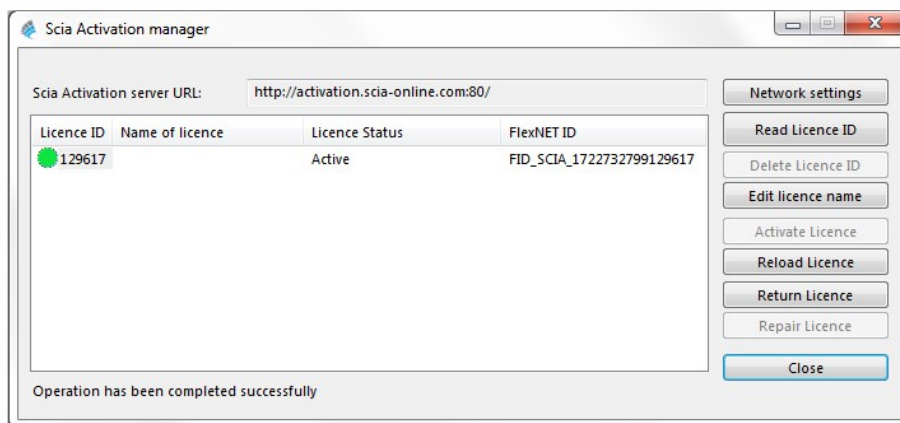 Scia Activation manager
Scia Activation server URL: http://activation.scia-online.com:80/
Network settings
Licence ID Name of licence Licence Status FlexNET ID
Read Licence ID
129617 Active FID_SCIA_1722732799129617
Delete Licence ID
Edit licence name
Activate Licence
Reload Licence
Return Licence
Repair Licence
Close
Operation has been completed successfully